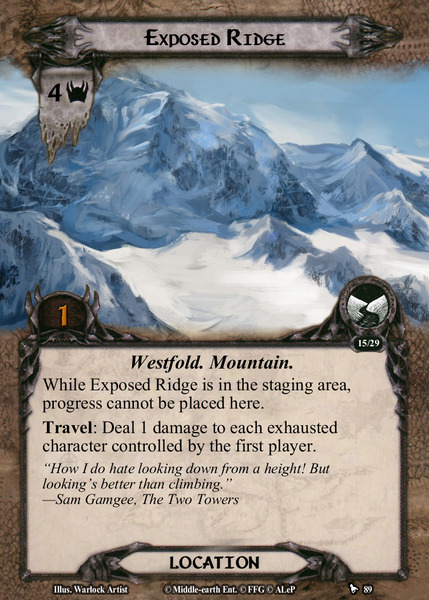 Exposed Ridge
4
1
15/29
Westfold. Mountain.
While Exposed Ridge is in the staging area,
progress cannot be placed here.
Travel: Deal 1 damage to each exhausted
character controlled by the first player.
“How I do hate looking down from a height! But
looking’s better than climbing.”
—Sam Gamgee, The Two Towers
LOCATION
Illus. Warlock Artist
© Middle-earth Ent. © FFG © ALeP
89